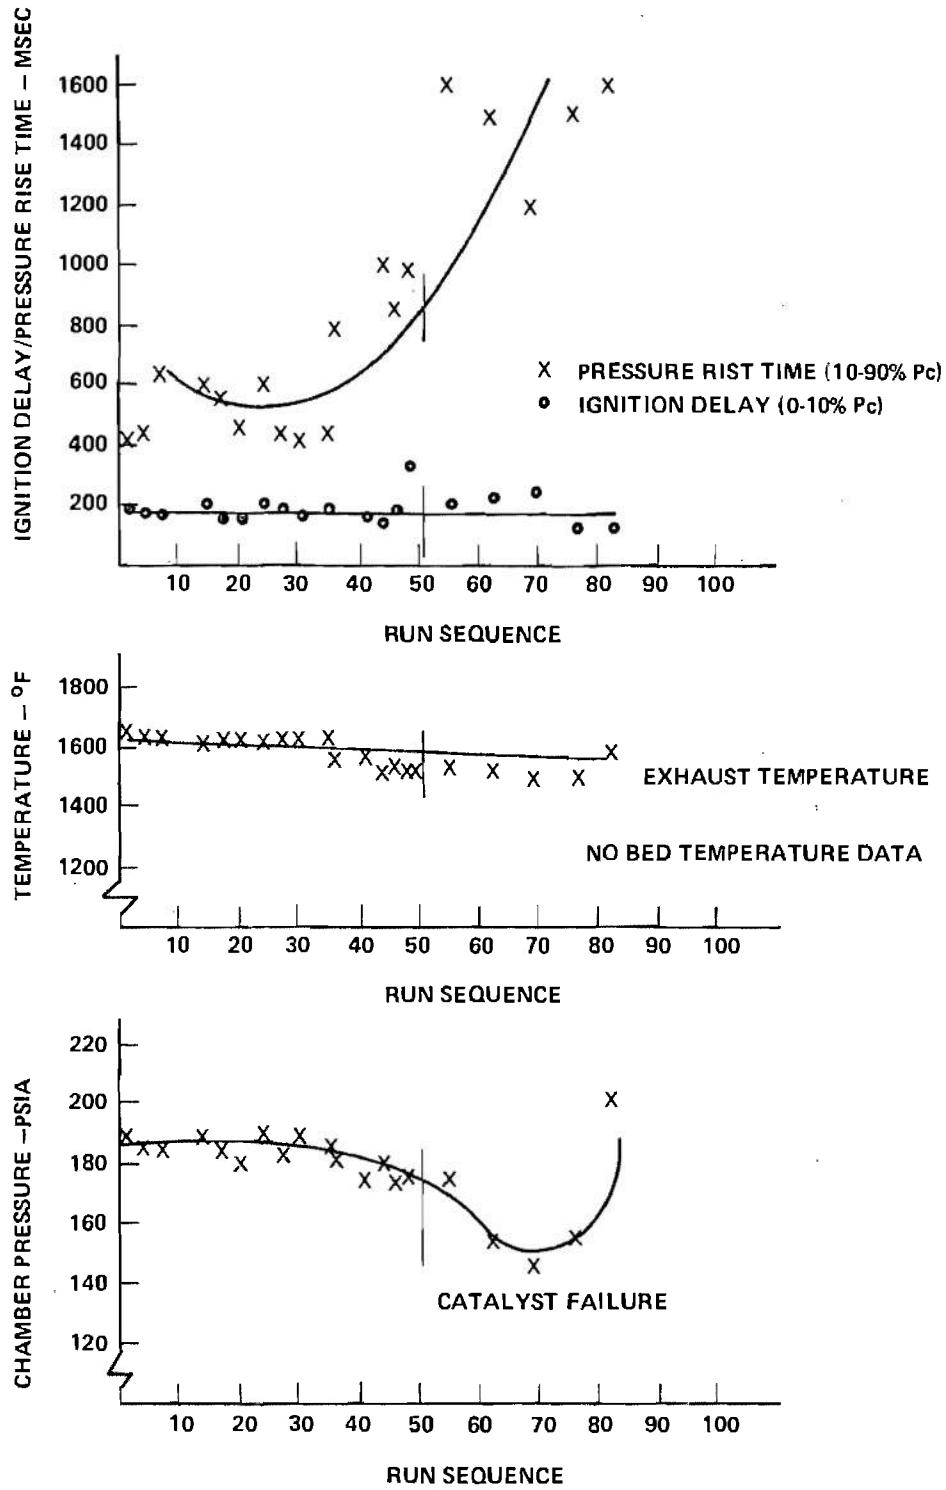 IGNITION DELAY/PRESSURE RISE TIME – MSEC
1600
1400
1200
1000
800
600
400
200
X PRESSURE RIST TIME (10-90% Pc)
o IGNITION DELAY (0-10% Pc)
10 20 30 40 50 60 70 80 90 100
RUN SEQUENCE
TEMPERATURE – °F
1800
1600
1400
1200
EXHAUST TEMPERATURE
NO BED TEMPERATURE DATA
10 20 30 40 50 60 70 80 90 100
RUN SEQUENCE
CHAMBER PRESSURE –PSIA
220
200
180
160
140
120
CATALYST FAILURE
10 20 30 40 50 60 70 80 90 100
RUN SEQUENCE